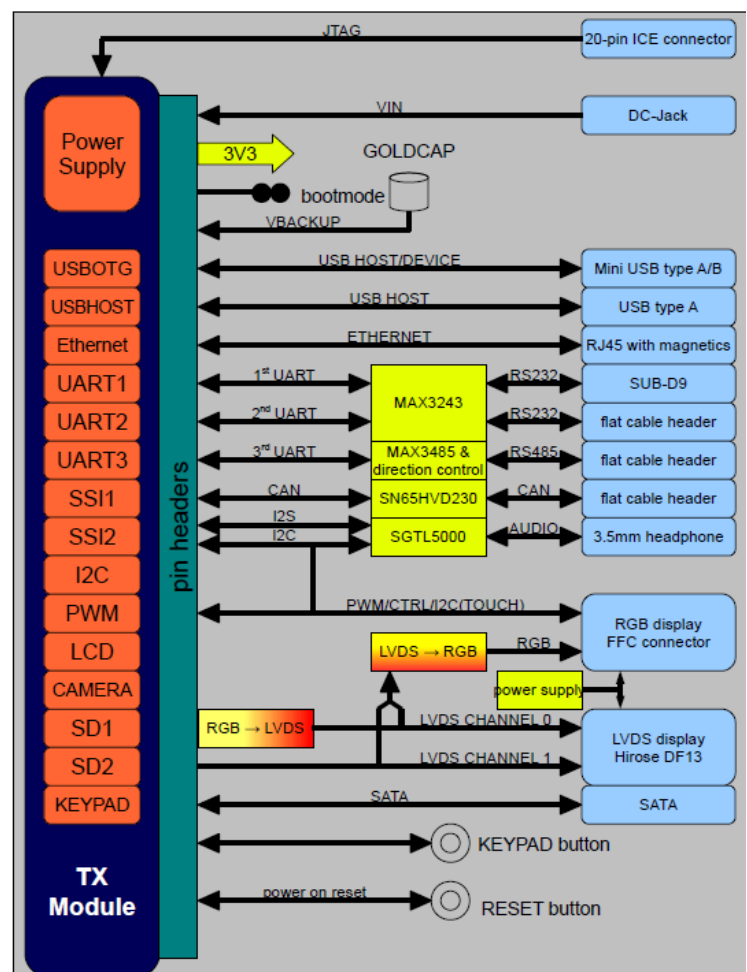 JTAG
20-pin ICE connector
Power
Supply
VIN
DC-Jack
3V3
GOLDCAP
bootmode
VBACKUP
USBOTG
USB HOST/DEVICE
Mini USB type A/B
USBHOST
USB HOST
USB type A
Ethernet
ETHERNET
RJ45 with magnetics
UART1
1st UART
MAX3243
RS232
SUB-D9
UART2
2nd UART
RS232
flat cable header
UART3
3rd UART
MAX3485 &
direction control
RS485
flat cable header
SSI1
CAN
SN65HVD230
CAN
flat cable header
SSI2
I2S
I2C
SGTL5000
AUDIO
3.5mm headphone
pin headers
I2C
PWM
PWM/CTRL/I2C(TOUCH)
RGB display
FFC connector
LCD
LVDS → RGB
RGB
CAMERA
power supply
SD1
RGB → LVDS
LVDS CHANNEL 0
LVDS display
Hirose DF13
SD2
LVDS CHANNEL 1
KEYPAD
SATA
SATA
KEYPAD button
TX
Module
power on reset
RESET button